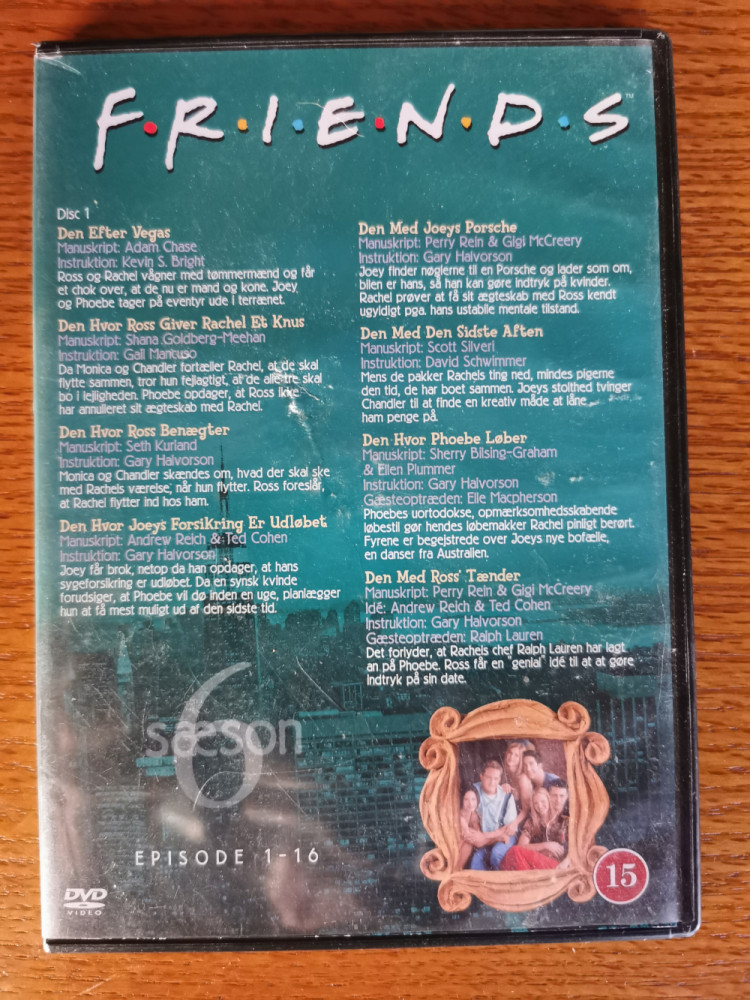 F·R·I·E·N·D·S™
Disc 1
Den Efter Vegas
Manuskript: Adam Chase
Instruktion: Kevin S. Bright
Ross og Rachel vågner med tømmermænd og får
et chok over, at de nu er mand og kone. Joey
og Phoebe tager på eventyr ude i terrænet.
Den Hvor Ross Giver Rachel Et Knus
Manuskript: Shana Goldberg-Meehan
Instruktion: Gail Mancuso
Da Monica og Chandler fortæller Rachel, at de skal
flytte sammen, tror hun fejlagtigt, at de alle tre skal
bo i lejligheden. Phoebe opdager, at Ross ikke
har annulleret sit ægteskab med Rachel.
Den Hvor Ross Benægter
Manuskript: Seth Kurland
Instruktion: Gary Halvorson
Monica og Chandler skændes om, hvad der skal ske
med Rachels værelse, når hun flytter. Ross foreslår,
at Rachel flytter ind hos ham.
Den Hvor Joeys Forsikring Er Udløbet
Manuskript: Andrew Reich & Ted Cohen
Instruktion: Gary Halvorson
Joey får brok, netop da han opdager, at hans
sygeforsikring er udløbet. Da en synsk kvinde
forudsiger, at Phoebe vil dø inden en uge, planlægger
hun at få mest muligt ud af den sidste tid.
Den Med Joeys Porsche
Manuskript: Perry Rein & Gigi McCreery
Instruktion: Gary Halvorson
Joey finder nøglerne til en Porsche og lader som om,
bilen er hans, så han kan gøre indtryk på kvinder.
Rachel prøver at få sit ægteskab med Ross kendt
ugyldigt pga. hans ustabile mentale tilstand.
Den Med Den Sidste Aften
Manuskript: Scott Silveri
Instruktion: David Schwimmer
Mens de pakker Rachels ting ned, mindes pigerne
den tid, de har boet sammen. Joeys stolthed tvinger
Chandler til at finde en kreativ måde at låne
ham penge på.
Den Hvor Phoebe Løber
Manuskript: Sherry Bilsing-Graham
& Ellen Plummer
Instruktion: Gary Halvorson
Gæsteoptræden: Elle Macpherson
Phoebes uortodokse, opmærksomhedsskabende
løbestil gør hendes løbemakker Rachel pinligt berørt.
Fyrene er begejstrede over Joeys nye bofælle,
en danser fra Australien.
Den Med Ross' Tænder
Manuskript: Perry Rein & Gigi McCreery
Idé: Andrew Reich & Ted Cohen
Instruktion: Gary Halvorson
Gæsteoptræden: Ralph Lauren
Det forlyder, at Rachels chef Ralph Lauren har lagt
an på Phoebe. Ross får en "genial" idé til at at gøre
indtryk på sin date.
6
sæson
EPISODE 1-16
DVD
VIDEO
15